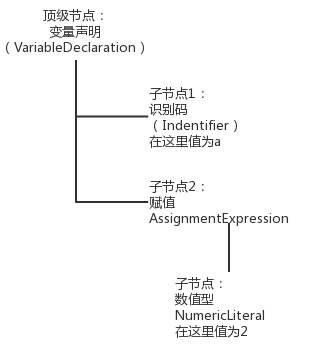 顶级节点：
变量声明
（VariableDeclaration）
子节点1：
识别码
（Indentifier）
在这里值为a
子节点2：
赋值
AssignmentExpression
子节点：
数值型
NumericLiteral
在这里值为2